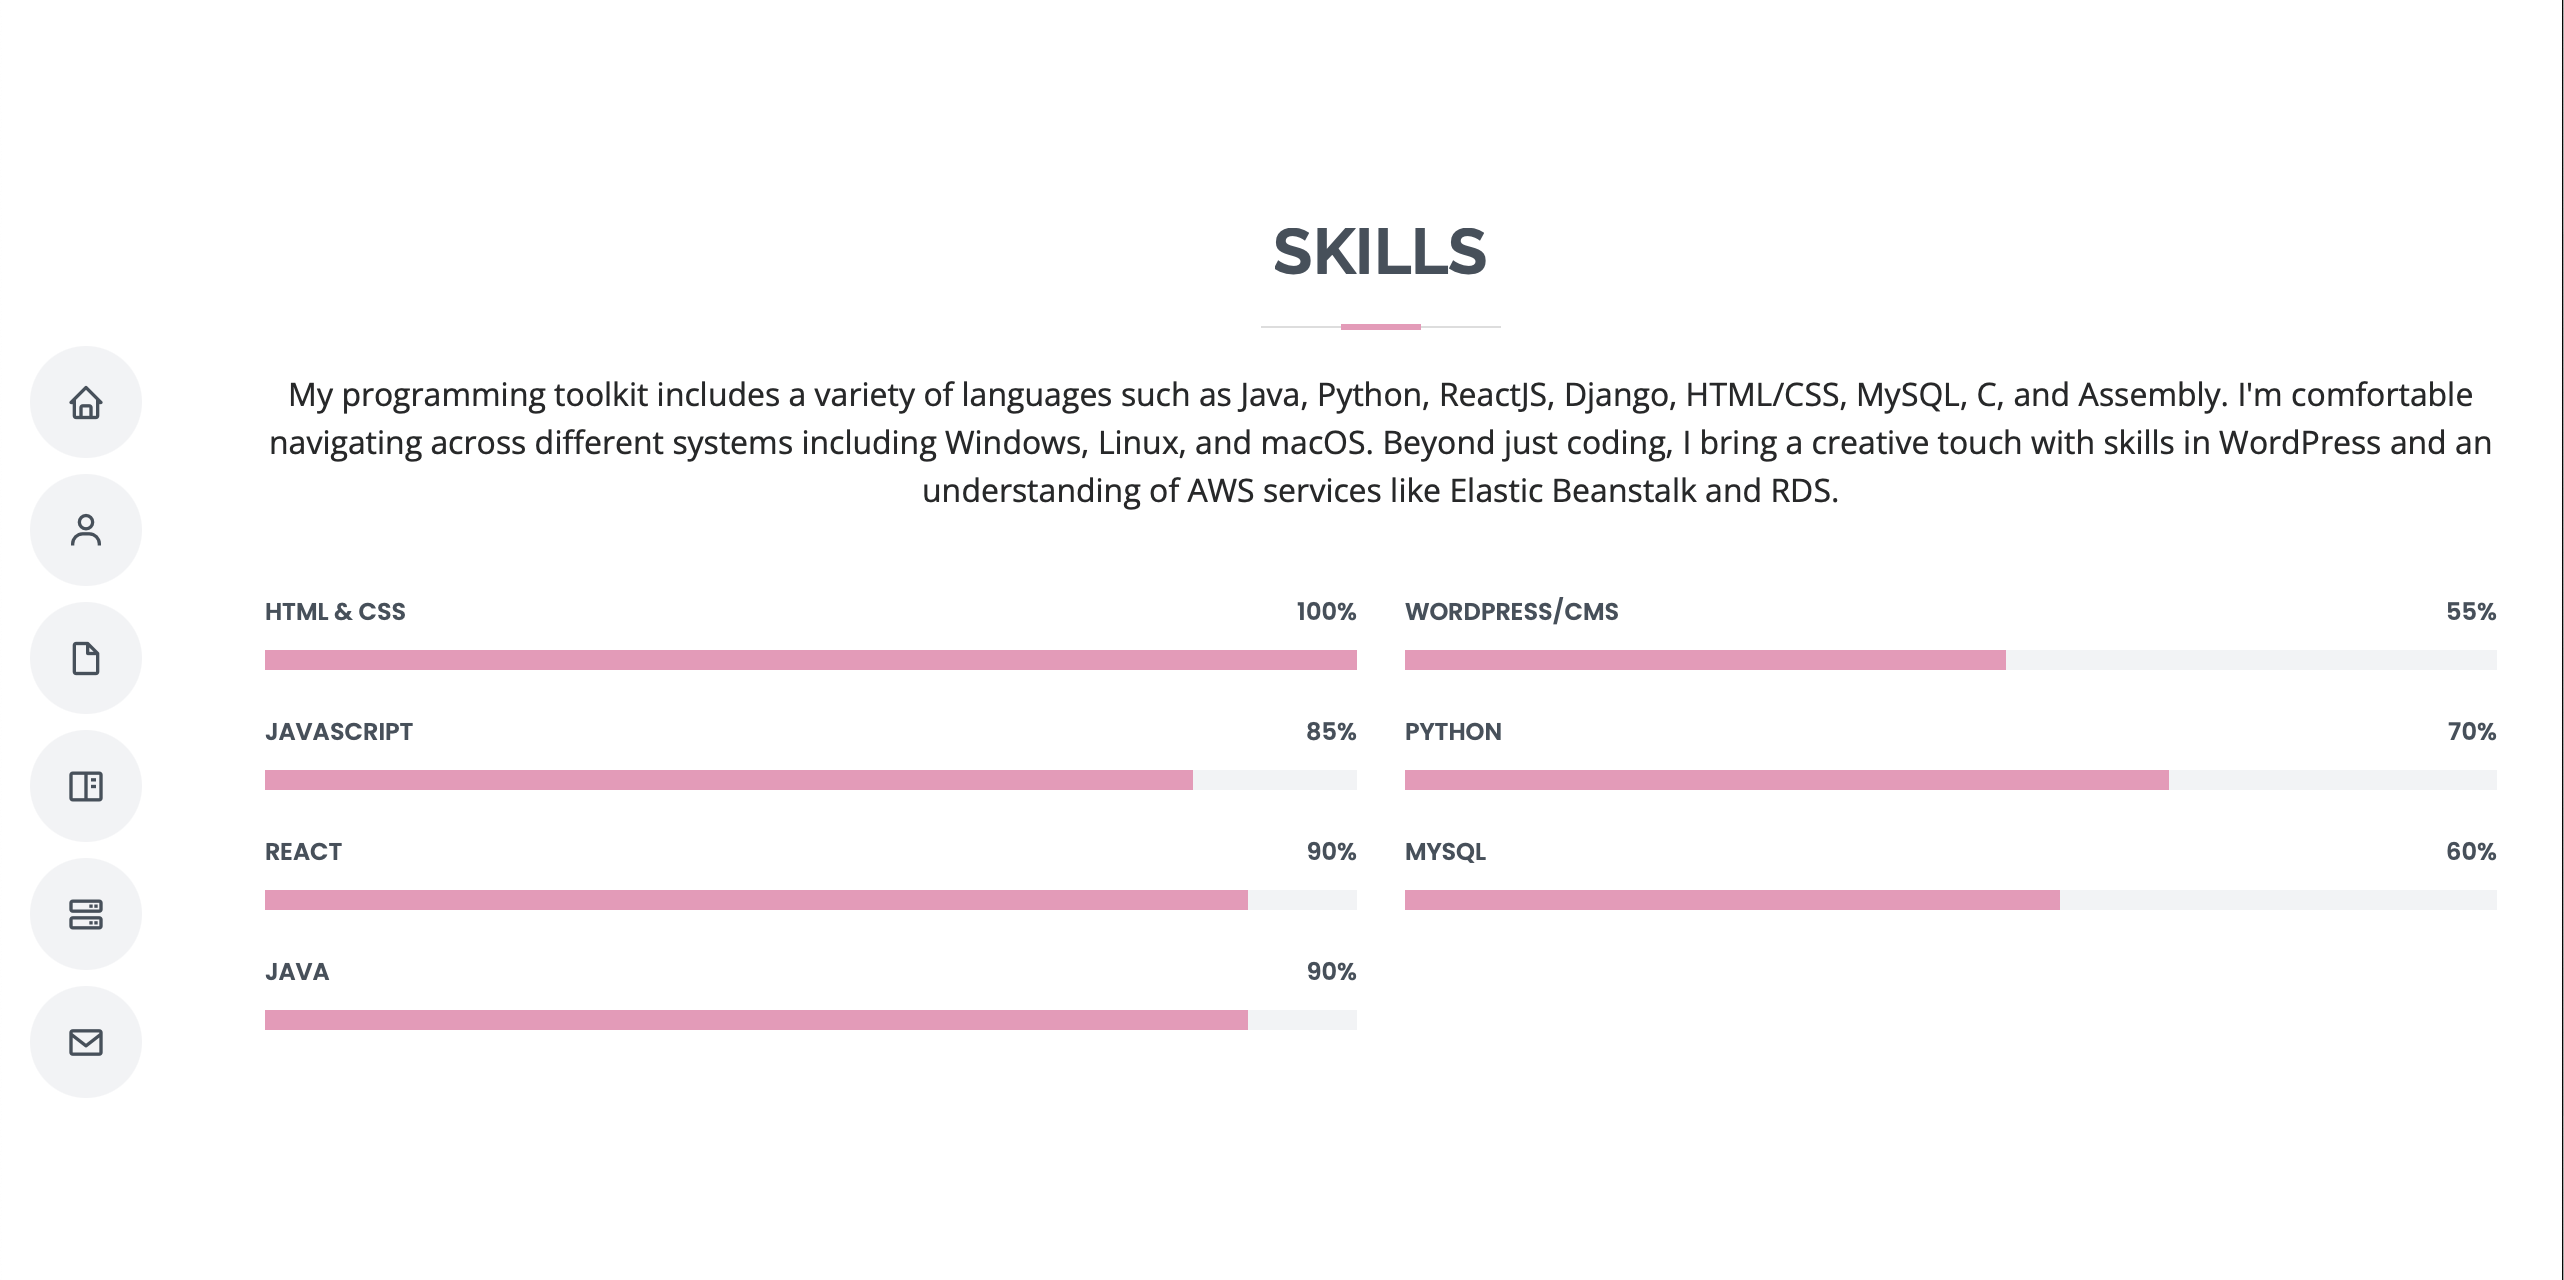 SKILLS
My programming toolkit includes a variety of languages such as Java, Python, ReactJS, Django, HTML/CSS, MySQL, C, and Assembly. I'm comfortable
navigating across different systems including Windows, Linux, and macOS. Beyond just coding, I bring a creative touch with skills in WordPress and an
understanding of AWS services like Elastic Beanstalk and RDS.
HTML & CSS 100%
JAVASCRIPT 85%
REACT 90%
JAVA 90%
WORDPRESS/CMS 55%
PYTHON 70%
MYSQL 60%